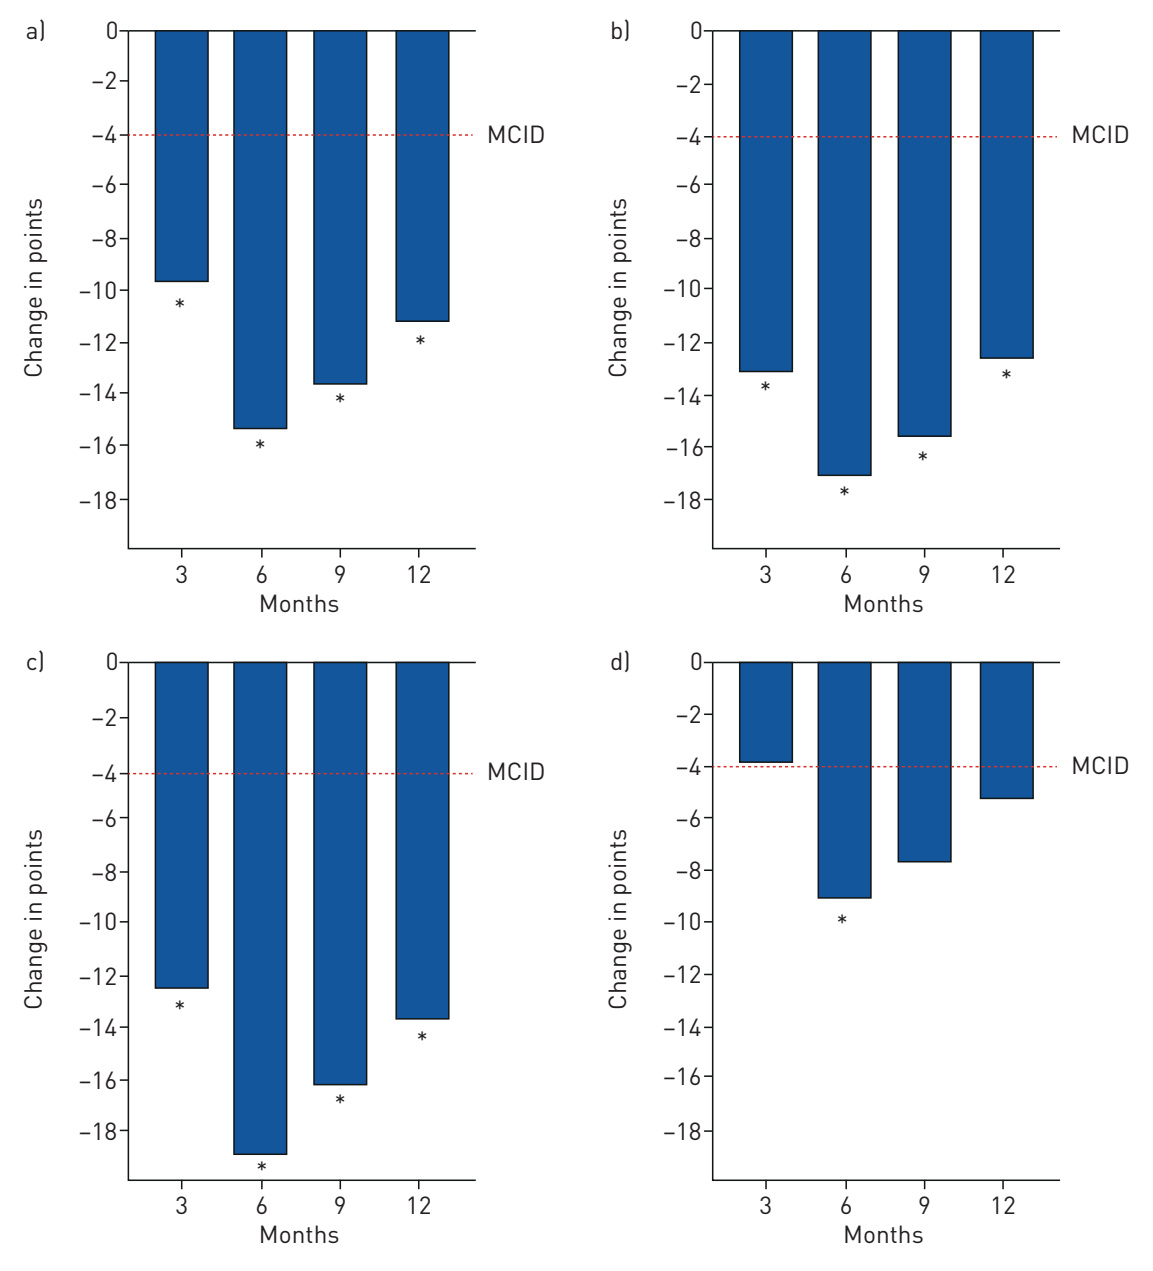 a)
0
–2
–4
MCID
–6
–8
–10
–12
–14
–16
–18
Change in points
*
*
*
*
3 6 9 12
Months
b)
0
–2
–4
MCID
–6
–8
–10
–12
–14
–16
–18
Change in points
*
*
*
*
3 6 9 12
Months
c)
0
–2
–4
MCID
–6
–8
–10
–12
–14
–16
–18
Change in points
*
*
*
*
3 6 9 12
Months
d)
0
–2
–4
MCID
–6
–8
–10
–12
–14
–16
–18
Change in points
*
3 6 9 12
Months